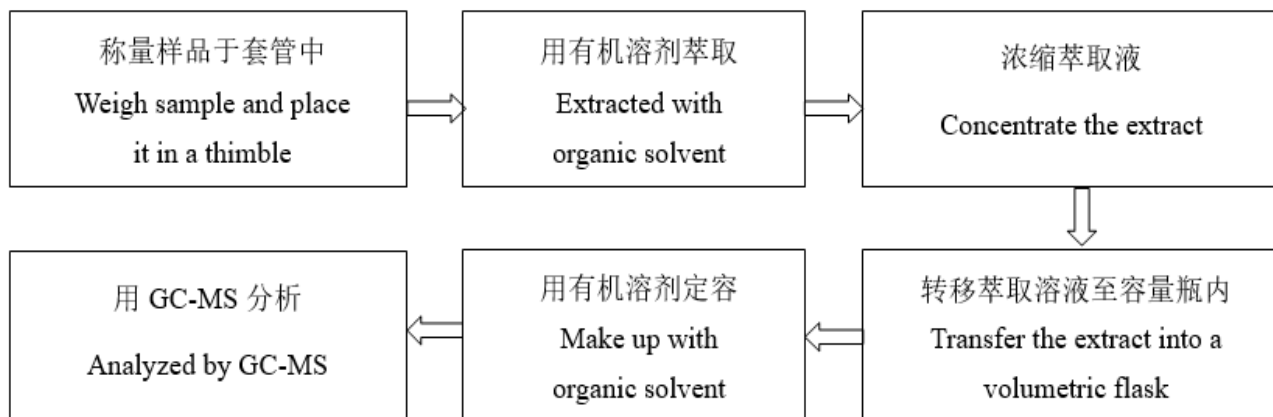 称量样品于套管中
Weigh sample and place
it in a thimble
用有机溶剂萃取
Extracted with
organic solvent
浓缩萃取液
Concentrate the extract
转移萃取溶液至容量瓶内
Transfer the extract into a
volumetric flask
用有机溶剂定容
Make up with
organic solvent
用 GC-MS 分析
Analyzed by GC-MS